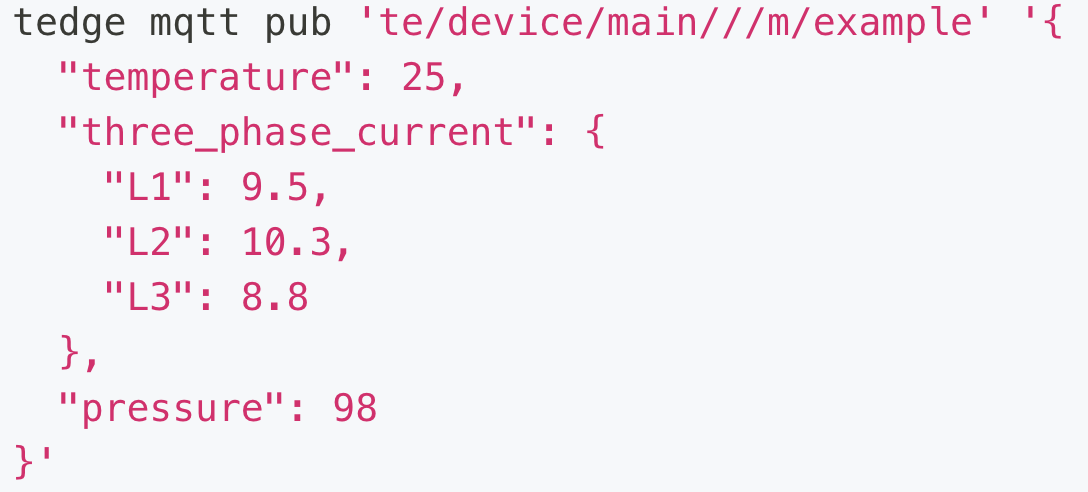 tedge mqtt pub 'te/device/main///m/example' '{
  "temperature": 25,
  "three_phase_current": {
    "L1": 9.5,
    "L2": 10.3,
    "L3": 8.8
  },
  "pressure": 98
}'